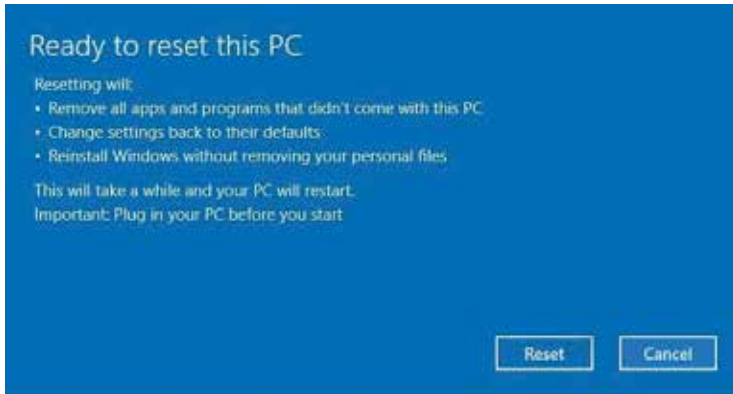 Ready to reset this PC
Resetting will:
• Remove all apps and programs that didn't come with this PC
• Change settings back to their defaults
• Reinstall Windows without removing your personal files
This will take a while and your PC will restart.
Important: Plug in your PC before you start
Reset
Cancel